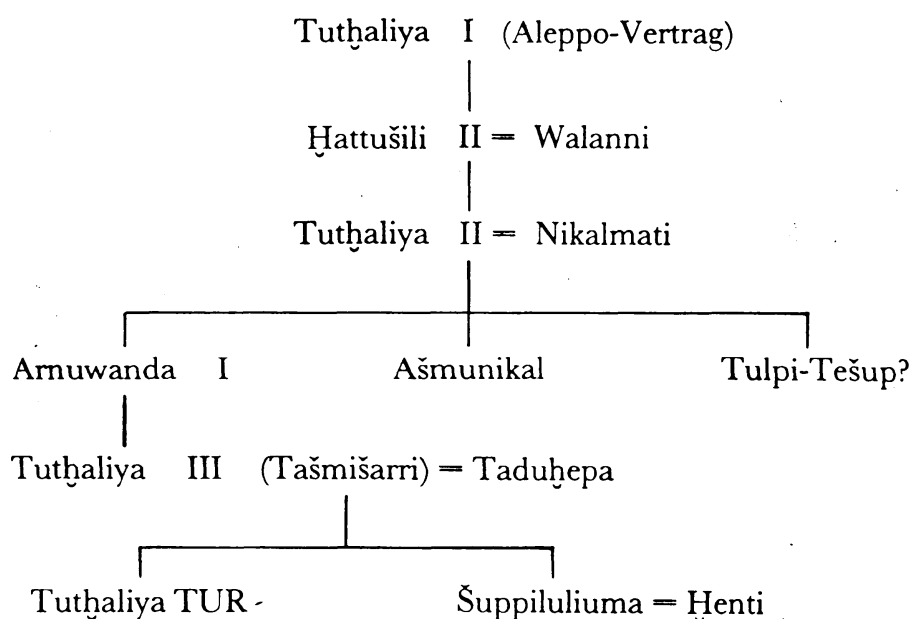 Tutḫaliya I (Aleppo-Vertrag)
Ḫattušili II = Walanni
Tutḫaliya II = Nikalmati
Arnuwanda I Ašmunikal Tulpi-Tešup?
Tutḫaliya III (Tašmišarri) = Taduḫepa
Tutḫaliya TUR Šuppiluliuma = Ḫenti